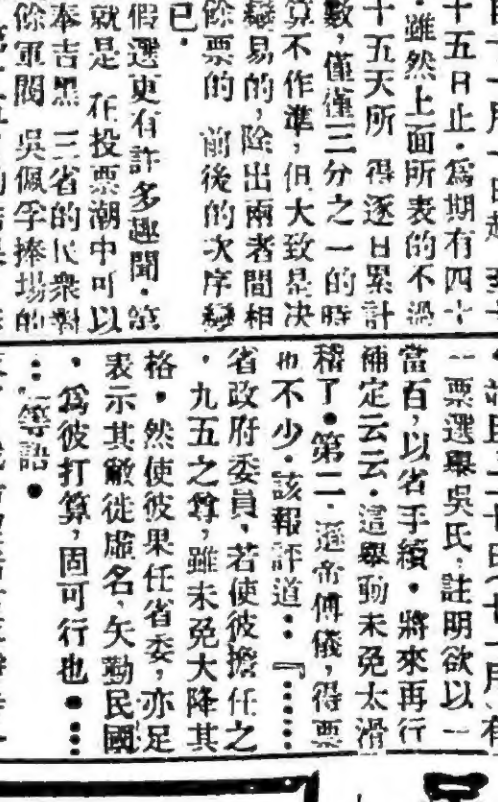 十五日止．為期有四十
．雖然上面所表的不過
十五天所 得逐日累計
數，僅僅三分之一的時
算不作準，但大致是决
變易的，除出兩者間相
餘票的 前後的次序變
已．
假選更有許多趣聞．第
就是 在投票潮中可以
奉吉黑 三省的民衆對
餘軍閥 吳佩孚捧塲的
一票選舉吳氏，註明欲以一
當百，以省手續．將來再行
補定云云．這舉動未免太滑
稽了．第二．遜帝傅儀，得票
也不少．該報評道：『……
省政府委員，若使彼擔任之
．九五之尊，雖未免大降其
格．然使彼果任省委，亦足
表示其敝徙虛名，矢勤民國
．爲彼打算，固可行也．…
…等語．